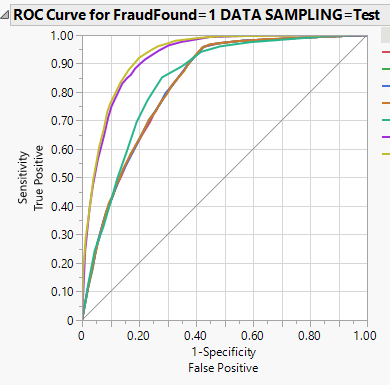 ROC Curve for FraudFound=1 DATA SAMPLING=Test
1.00
0.90
0.80
0.70
0.60
0.50
0.40
0.30
0.20
0.10
0
Sensitivity
True Positive
0 0.20 0.40 0.60 0.80 1.00
1-Specificity
False Positive